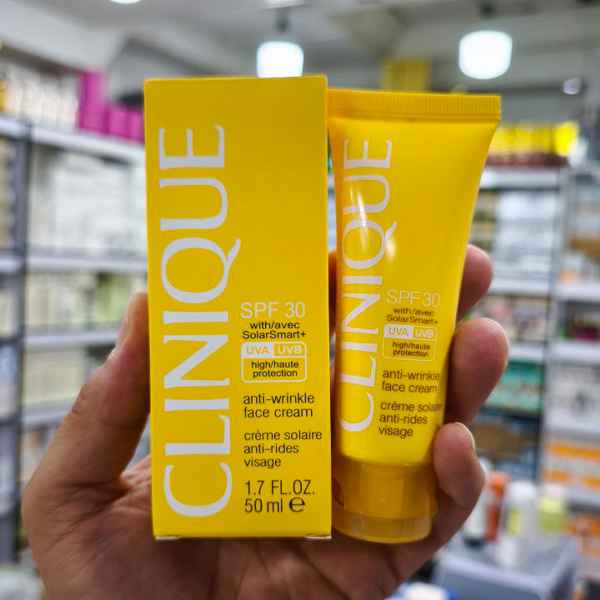 CLINIQUE
SPF 30
with/avec
SolarSmart+
UVA UVB
high/haute
protection
anti-wrinkle
face cream
crème solaire
anti-rides
visage
1.7 FL.OZ.
50 ml e
CLINIQUE
SPF30
with/avec
SolarSmart+
UVA UVB
high/haute
protection
anti-wrinkle
face cream
crème solaire
anti-rides
visage